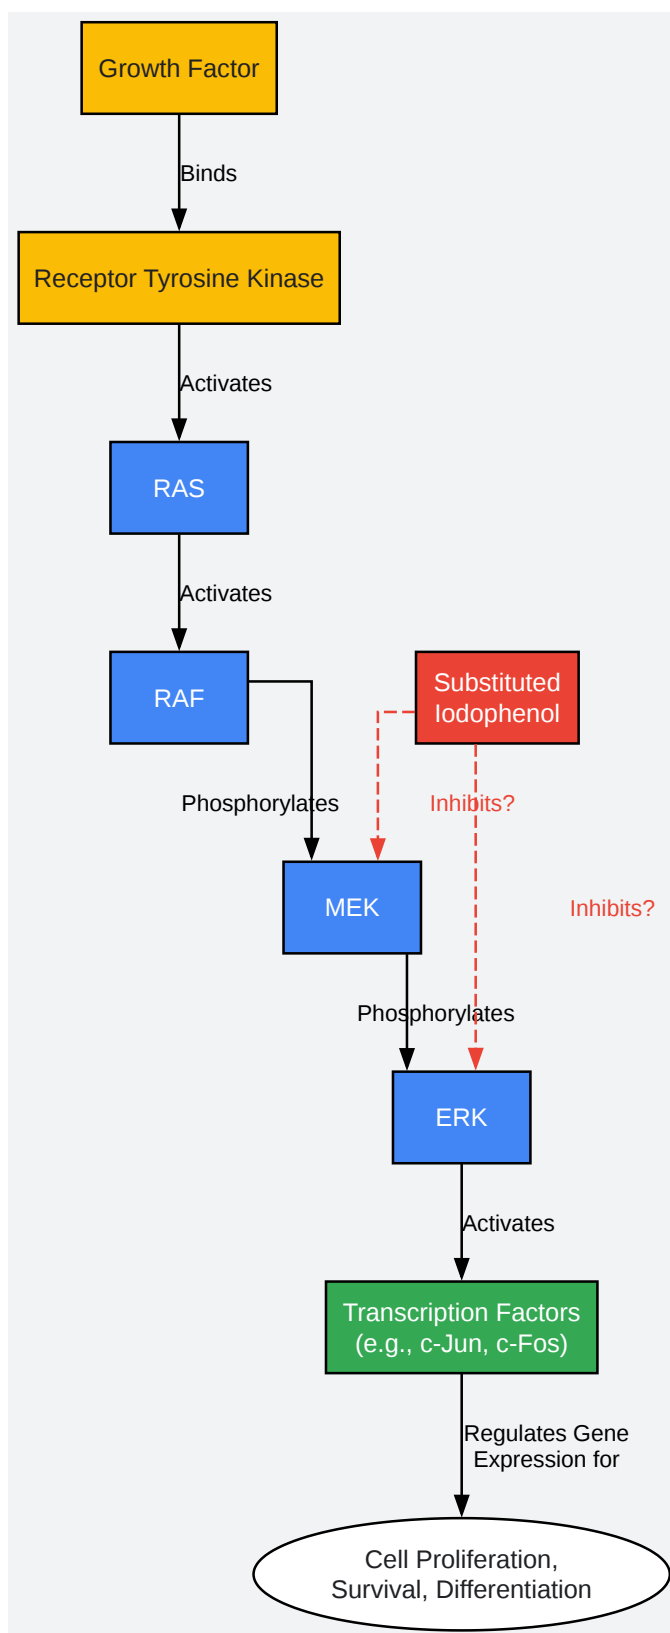 Growth Factor
Binds
Receptor Tyrosine Kinase
Activates
RAS
Activates
RAF
Substituted
Iodophenol
Phosphorylates
Inhibits?
MEK
Inhibits?
Phosphorylates
ERK
Activates
Transcription Factors
(e.g., c-Jun, c-Fos)
Regulates Gene
Expression for
Cell Proliferation,
Survival, Differentiation